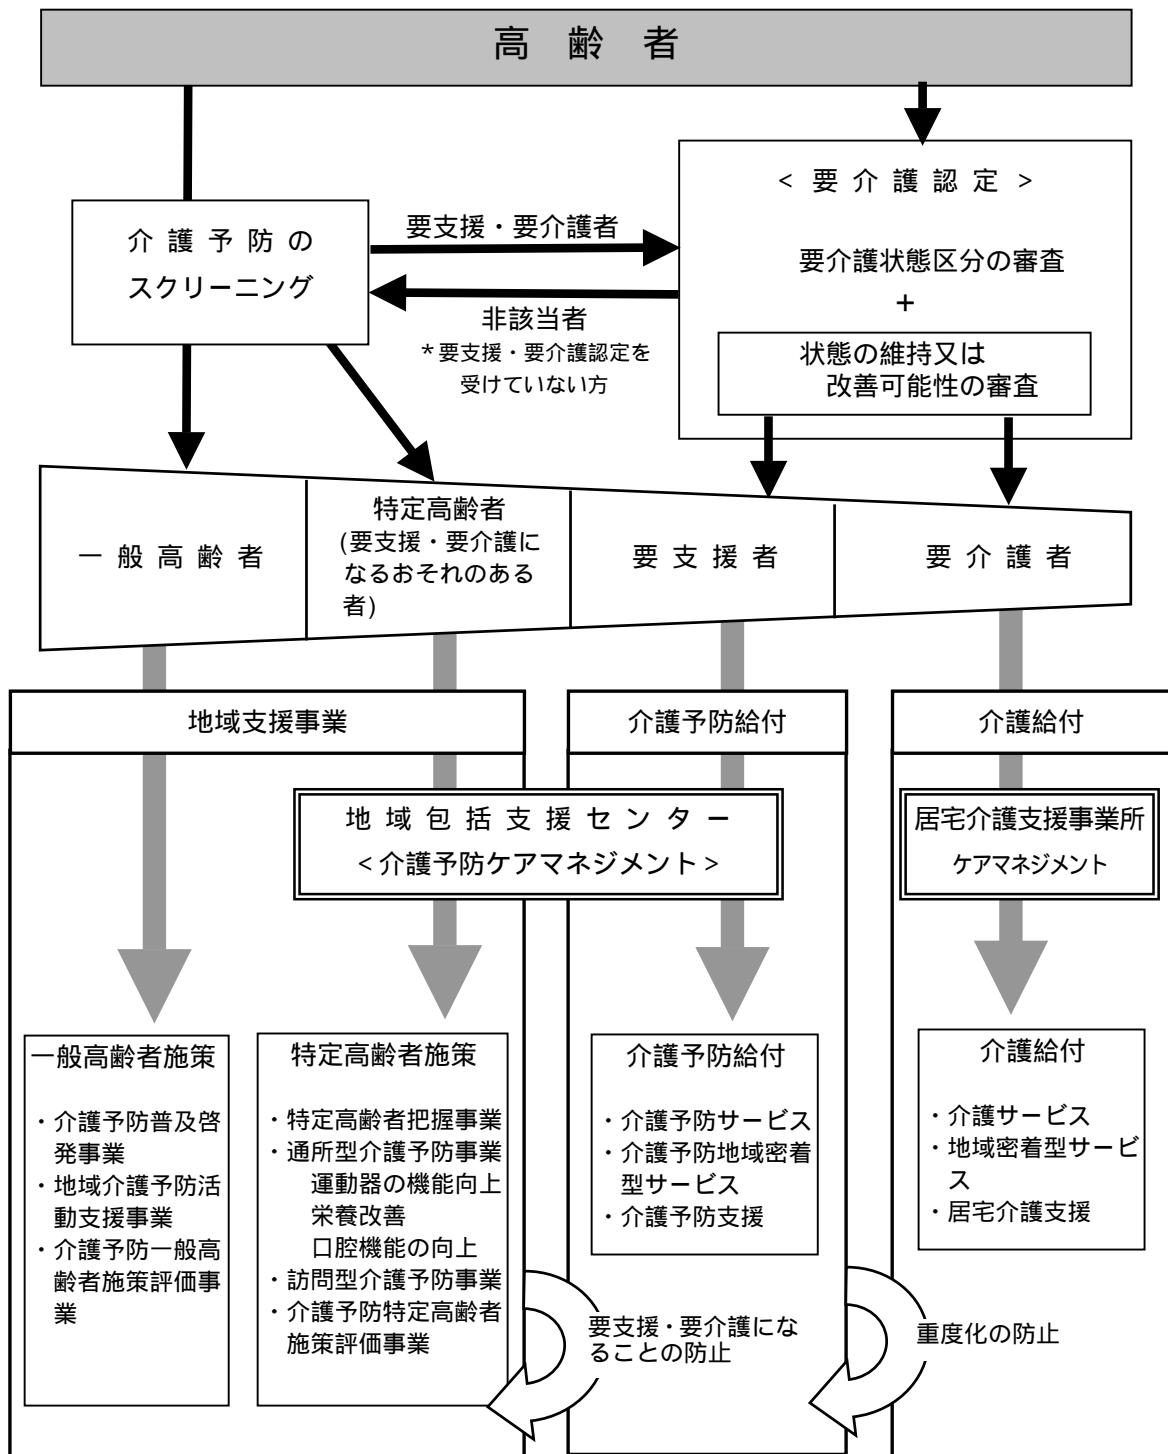 高齢者
<要介護認定>
介護予防の
スクリーニング
要支援・要介護者
非該当者
*要支援・要介護認定を
受けていない方
要介護状態区分の審査
+
状態の維持又は
改善可能性の審査
一般高齢者
特定高齢者
(要支援・要介護に
なるおそれのある
者)
要支援者
要介護者
地域支援事業
介護予防給付
介護給付
地域包括支援センター
<介護予防ケアマネジメント>
居宅介護支援事業所
ケアマネジメント
一般高齢者施策
・介護予防普及啓
発事業
・地域介護予防活
動支援事業
・介護予防一般高
齢者施策評価事
業
特定高齢者施策
・特定高齢者把握事業
・通所型介護予防事業
運動器の機能向上
栄養改善
口腔機能の向上
・訪問型介護予防事業
・介護予防特定高齢者
施策評価事業
介護予防給付
・介護予防サービス
・介護予防地域密着
型サービス
・介護予防支援
介護給付
・介護サービス
・地域密着型サービ
ス
・居宅介護支援
要支援・要介護にな
ることの防止
重度化の防止